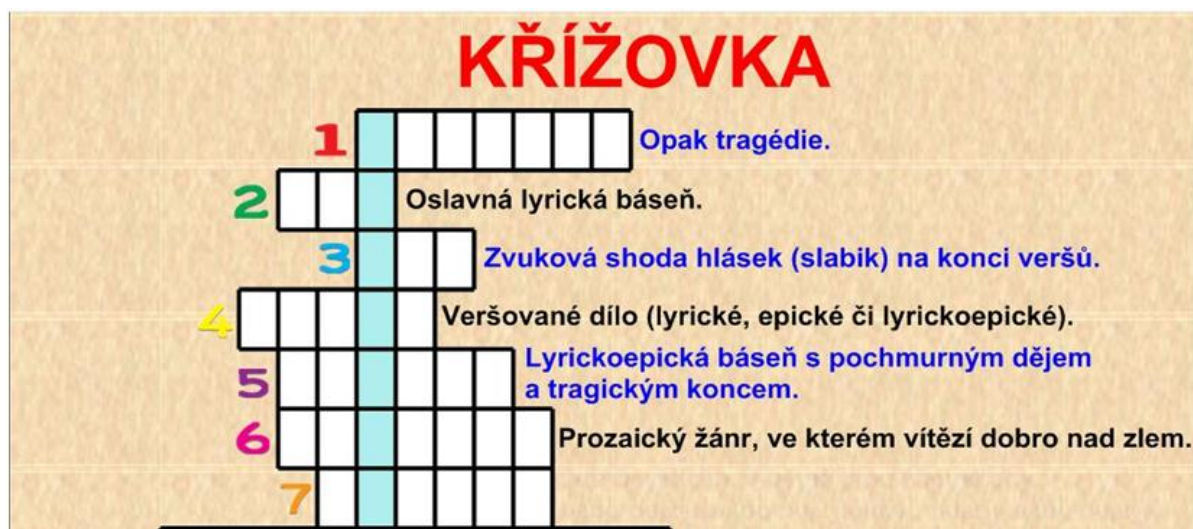 KŘÍŽOVKA
1 Opak tragédie.
2 Oslavná lyrická báseň.
3 Zvuková shoda hlásek (slabik) na konci veršů.
4 Veršované dílo (lyrické, epické či lyrickoepické).
5 Lyrickoepická báseň s pochmurným dějem
a tragickým koncem.
6 Prozaický žánr, ve kterém vítězí dobro nad zlem.
7